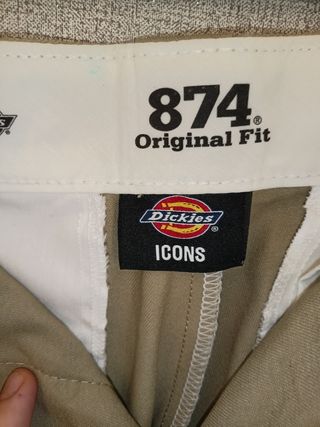 874®
Original Fit
Dickies
ICONS